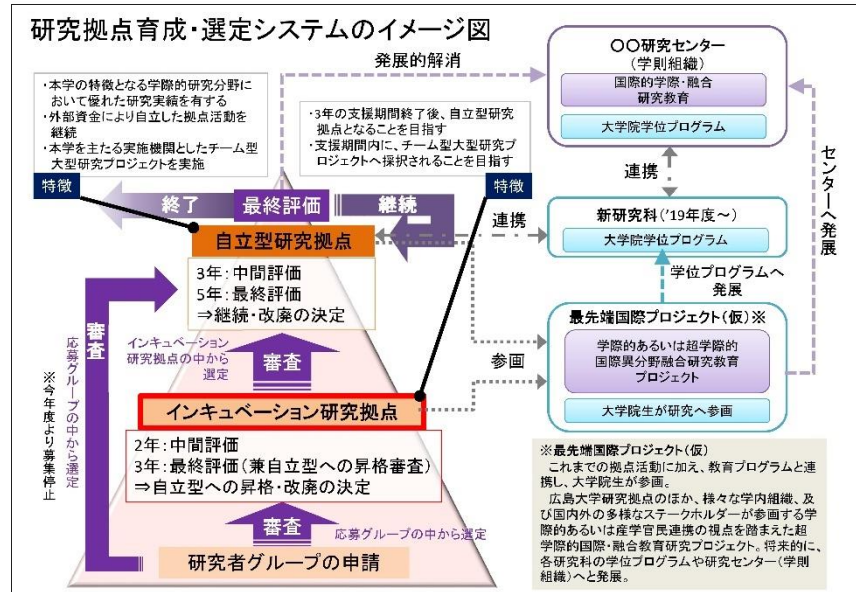 研究拠点育成・選定システムのイメージ図
・本学の特徴となる学際的研究分野に
おいて優れた研究実績を有する
・外部資金により自立した拠点活動を
継続
・本学を主たる実施機関としたチーム型
大型研究プロジェクトを実施
特徴
発展的解消
・3年の支援期間終了後、自立型研究
拠点となることを目指す
・支援期間内に、チーム型大型研究プ
ロジェクトへ採択されることを目指す
特徴
終了
最終評価
継続
自立型研究拠点
3年:中間評価
5年:最終評価
⇒継続・改廃の決定
インキュベーション
研究拠点の中から
選定
審査
インキュベーション研究拠点
2年:中間評価
3年:最終評価(兼自立型への昇格審査)
⇒自立型への昇格・改廃の決定
審査
応募グループの中から選定
研究者グループの申請
審査
応募グループの中から選定
※今年度より募集停止
〇〇研究センター
(学則組織)
国際的学際・融合
研究教育
大学院学位プログラム
連携
連携
新研究科('19年度~)
大学院学位プログラム
学位プログラムへ
発展
センターへ発展
参画
最先端国際プロジェクト(仮)※
学際的あるいは超学際的
国際異分野融合研究教育
プロジェクト
大学院生が研究へ参画
※最先端国際プロジェクト(仮)
これまでの拠点活動に加え、教育プログラムと連
携し、大学院生が参画。
広島大学研究拠点のほか、様々な学内組織、及
び国内外の多様なステークホルダーが参画する学
際的あるいは産学官民連携の視点を踏まえた超
学際的国際・融合教育研究プロジェクト。将来的に、
各研究科の学位プログラムや研究センター(学則
組織)へと発展。